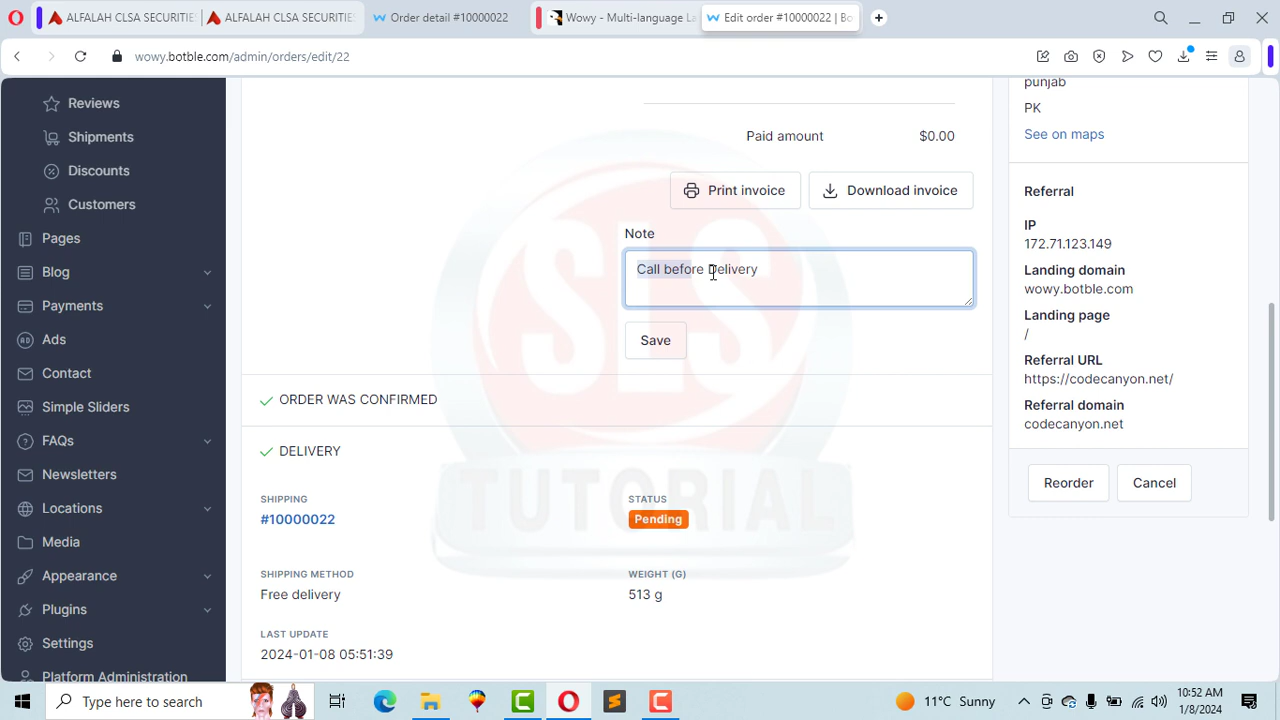 ALFALAH CLSA SECURITIE
ALFALAH CLSA SECURITIE
Order detail #10000022
Wowy - Multi-language La
Edit order #10000022 | Bo
wowy.botble.com/admin/orders/edit/22
Reviews
Shipments
Discounts
Customers
Pages
Blog
Payments
AD
Ads
Contact
Simple Sliders
FAQs
Newsletters
Locations
Media
Appearance
Plugins
Settings
Platform Administration
Paid amount $0.00
Print invoice
Download invoice
Note
Call before Delivery
Save
ORDER WAS CONFIRMED
DELIVERY
SHIPPING
#10000022
STATUS
Pending
SHIPPING METHOD
Free delivery
WEIGHT (G)
513 g
LAST UPDATE
2024-01-08 05:51:39
SLS
TUTORIAL
punjab
PK
See on maps
Referral
IP
172.71.123.149
Landing domain
wowy.botble.com
Landing page
/
Referral URL
https://codecanyon.net/
Referral domain
codecanyon.net
Reorder
Cancel
Type here to search
11°C Sunny
10:52 AM
1/8/2024